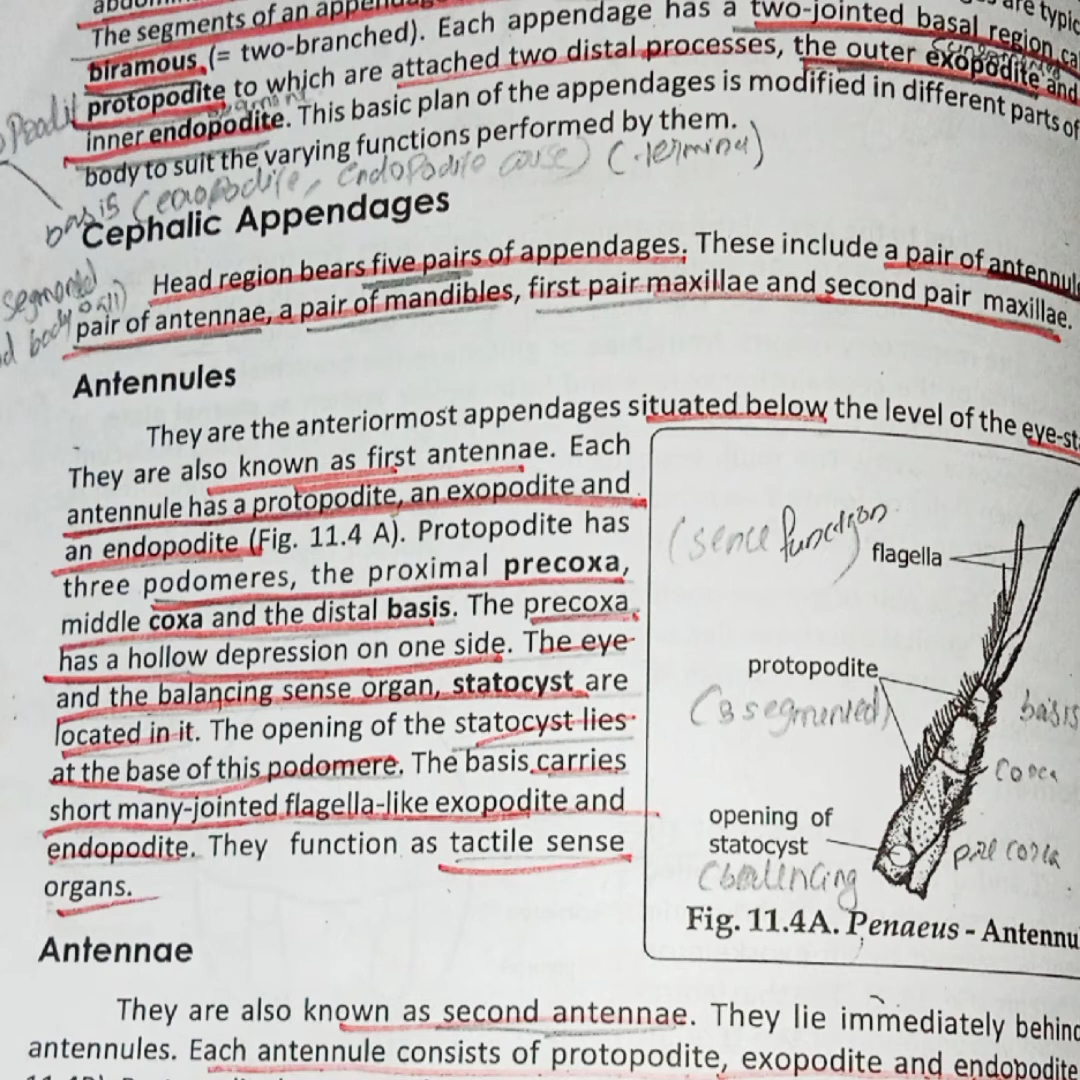 The segments of an
biramous (= two-branched). Each appendage has a two-jointed basal region
protopodite to which are attached two distal processes, the outer exopodite and
inner endopodite. This basic plan of the appendages is modified in different parts of
body to suit the varying functions performed by them.
(.termina)
basis
Cephalic Appendages
Head region bears five pairs of appendages. These include a pair of
pair of antennae, a pair of mandibles, first pair maxillae and second pair maxillae.
Antennules
They are the anteriormost appendages situated below the level of the
They are also known as first antennae. Each
antennule has a protopodite, an exopodite and
an endopodite (Fig. 11.4 A). Protopodite has
three podomeres, the proximal precoxa,
middle coxa and the distal basis. The precoxa
has a hollow depression on one side. The eye
and the balancing sense organ, statocyst are
located in it. The opening of the statocyst lies
at the base of this podomere. The basis carries
short many-jointed flagella-like exopodite and
endopodite. They function as tactile sense
organs.
(sence function)
flagella
protopodite
(3 segmented)
basis
opening of
statocyst
Fig. 11.4A. Penaeus - Antennu
Antennae
They are also known as second antennae. They lie immediately behind
antennules. Each antennule consists of protopodite, exopodite and endopodite